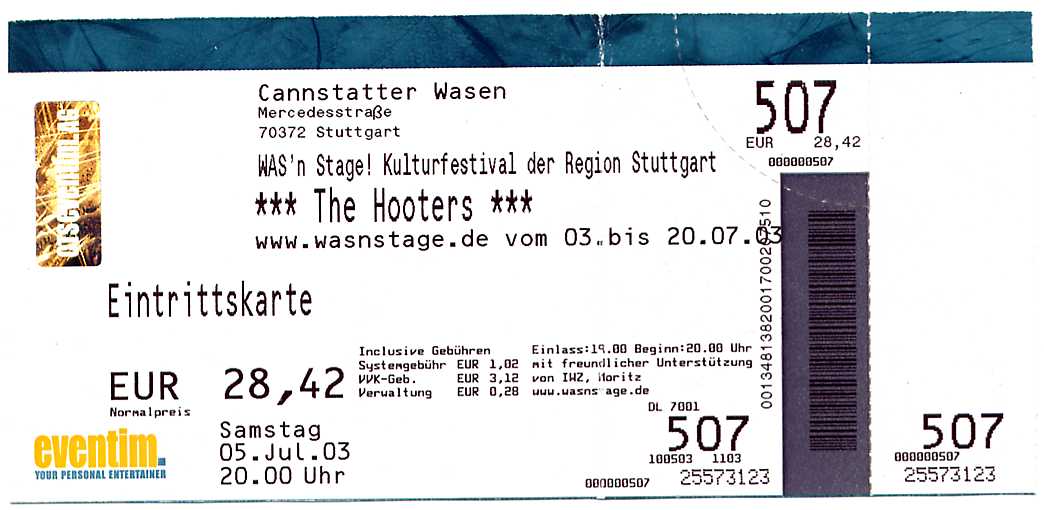 Cannstatter Wasen
Mercedesstraße
70372 Stuttgart
WAS'n Stage! Kulturfestival der Region Stuttgart
*** The Hooters ***
www.wasnstage.de vom 03. bis 20.07.03
507
EUR 28,42
000000507
Eintrittskarte
EUR 28,42
Normalpreis
Inclusive Gebühren
Systemgebühr EUR 1,02
VVK-Geb. EUR 3,12
Verwaltung EUR 0,28
Einlass:19.00 Beginn:20.00 Uhr
mit freundlicher Unterstützung
von IWZ, Moritz
www.wasnstage.de
eventim.
YOUR PERSONAL ENTERTAINER
Samstag
05.Jul.03
20.00 Uhr
DL 7001
507
100503 1103
000000507 25573123
507
000000507
25573123